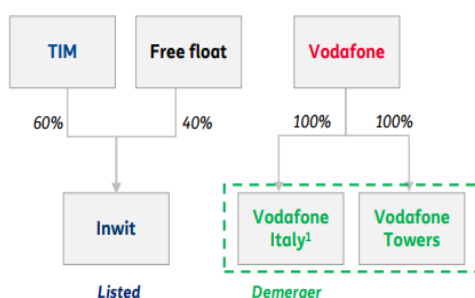 TIM
Free float
Vodafone
60%
40%
100%
100%
Inwit
Vodafone
Italy¹
Vodafone
Towers
Listed
Demerger